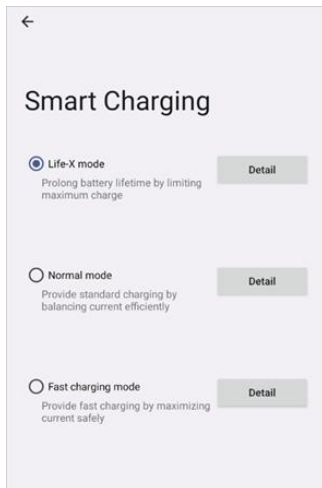 Smart Charging
Life-X mode
Detail
Prolong battery lifetime by limiting
maximum charge
Normal mode
Detail
Provide standard charging by
balancing current efficiently
Fast charging mode
Detail
Provide fast charging by maximizing
current safely